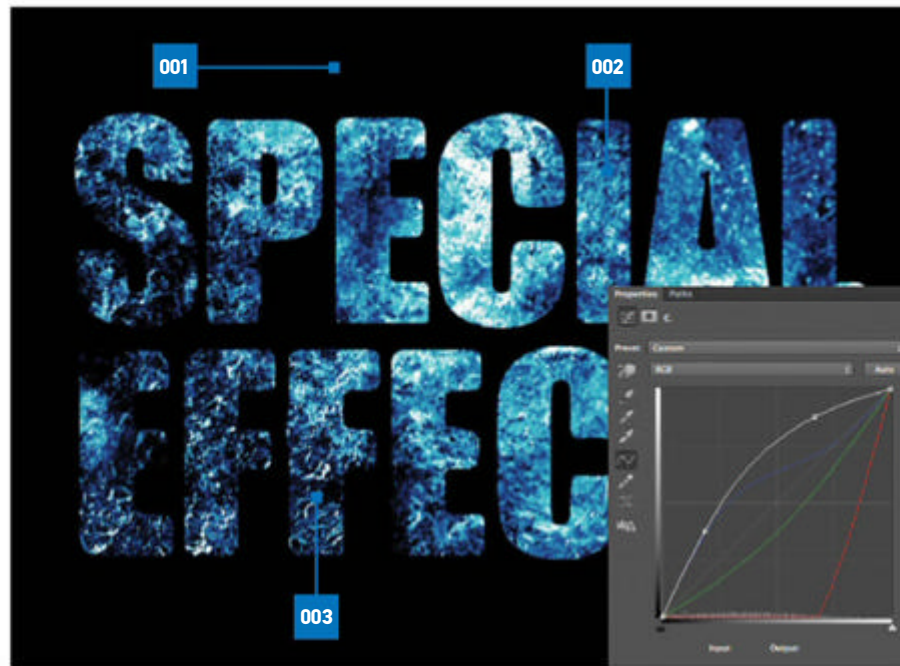 001
002
SPECIAL
EFFEC
003
Properties Paths
Preset: Custom
RGB Auto
Input: Output: